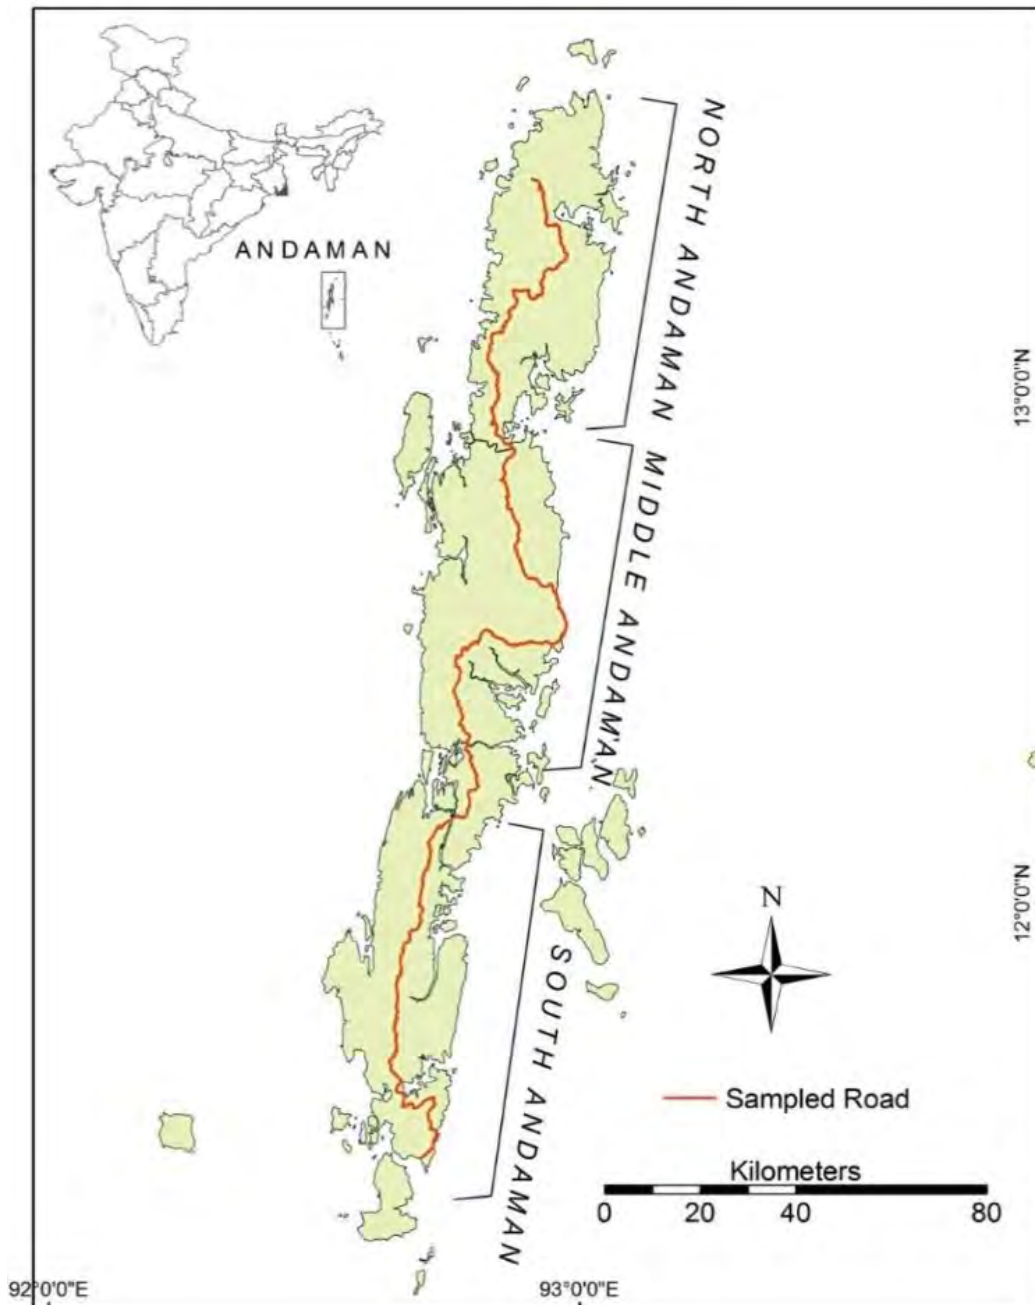 ANDAMAN
NORTH ANDAMAN
MIDDLE ANDAMAN
SOUTH ANDAMAN
13°0'0"N
12°0'0"N
N
Sampled Road
Kilometers
0 20 40 80
92°0'0"E
93°0'0"E